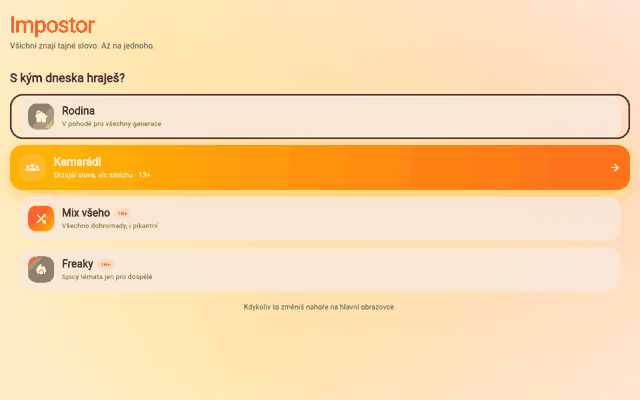 Impostor
Všichni znají tajné slovo. Až na jednoho.
S kým dneska hraješ?
Rodina
V pohodě pro všechny generace
Kamarádi
Drzejší slova, víc smíchu · 13+
Mix všeho 18+
Všechno dohromady, i pikantní
Freaky 18+
Spicy témata jen pro dospělé
Kdykoliv to změníš nahoře na hlavní obrazovce.